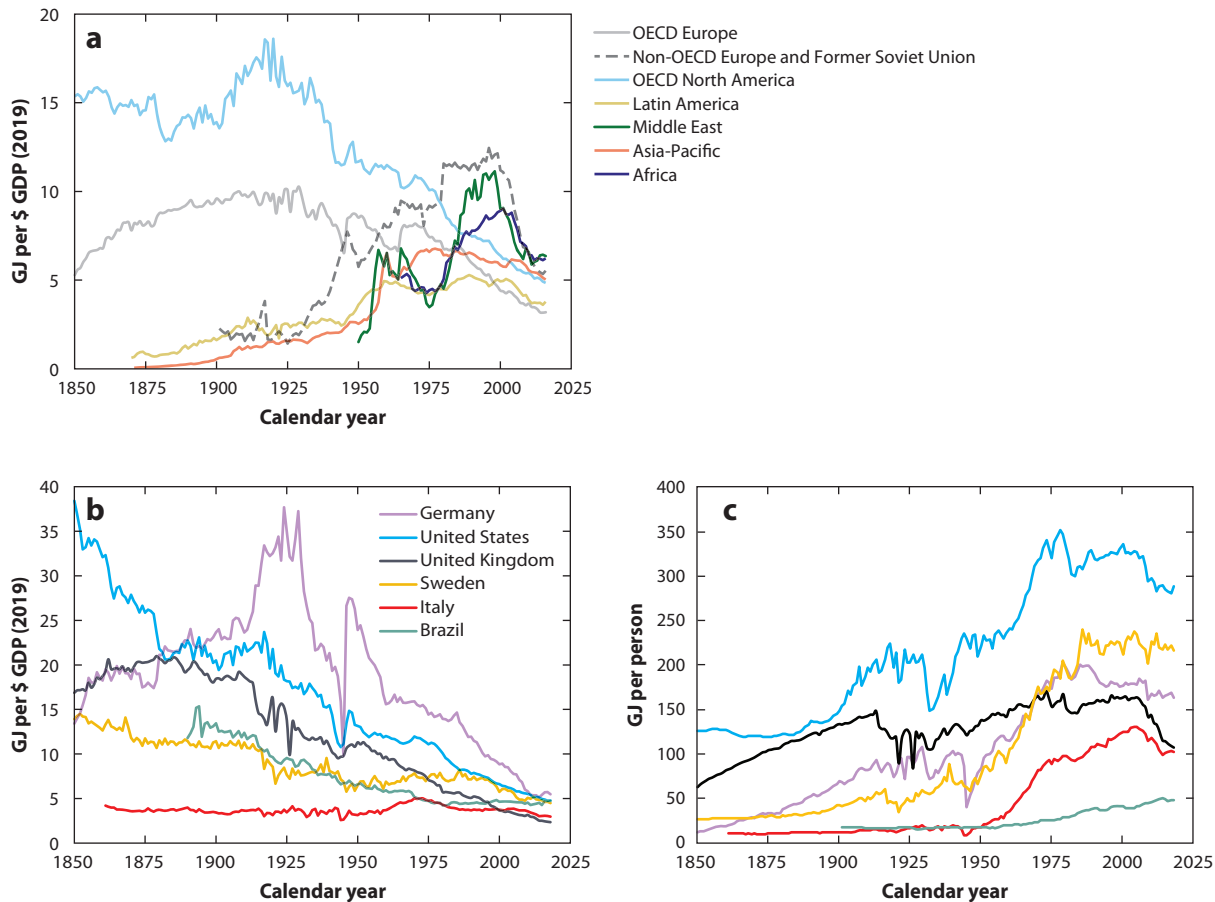 a
GJ per $ GDP (2019)
20
15
10
5
0
1850 1875 1900 1925 1950 1975 2000 2025
Calendar year
OECD Europe
Non-OECD Europe and Former Soviet Union
OECD North America
Latin America
Middle East
Asia-Pacific
Africa
b
GJ per $ GDP (2019)
40
35
30
25
20
15
10
5
0
1850 1875 1900 1925 1950 1975 2000 2025
Calendar year
Germany
United States
United Kingdom
Sweden
Italy
Brazil
c
GJ per person
400
350
300
250
200
150
100
50
0
1850 1875 1900 1925 1950 1975 2000 2025
Calendar year